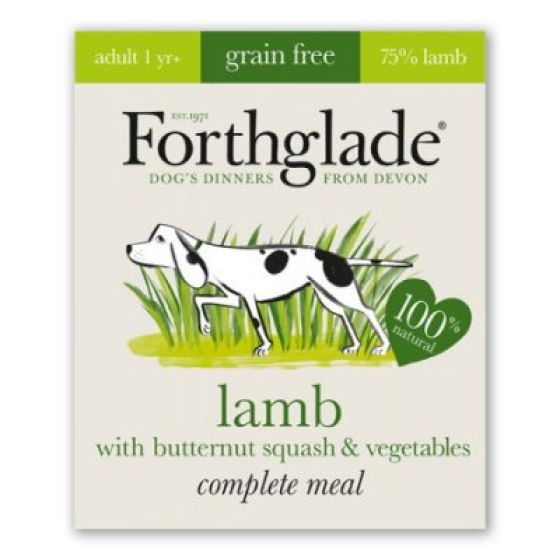 adult 1 yr+
grain free
75% lamb
EST.1971
Forthglade®
DOG'S DINNERS FROM DEVON
100%
natural
lamb
with butternut squash & vegetables
complete meal